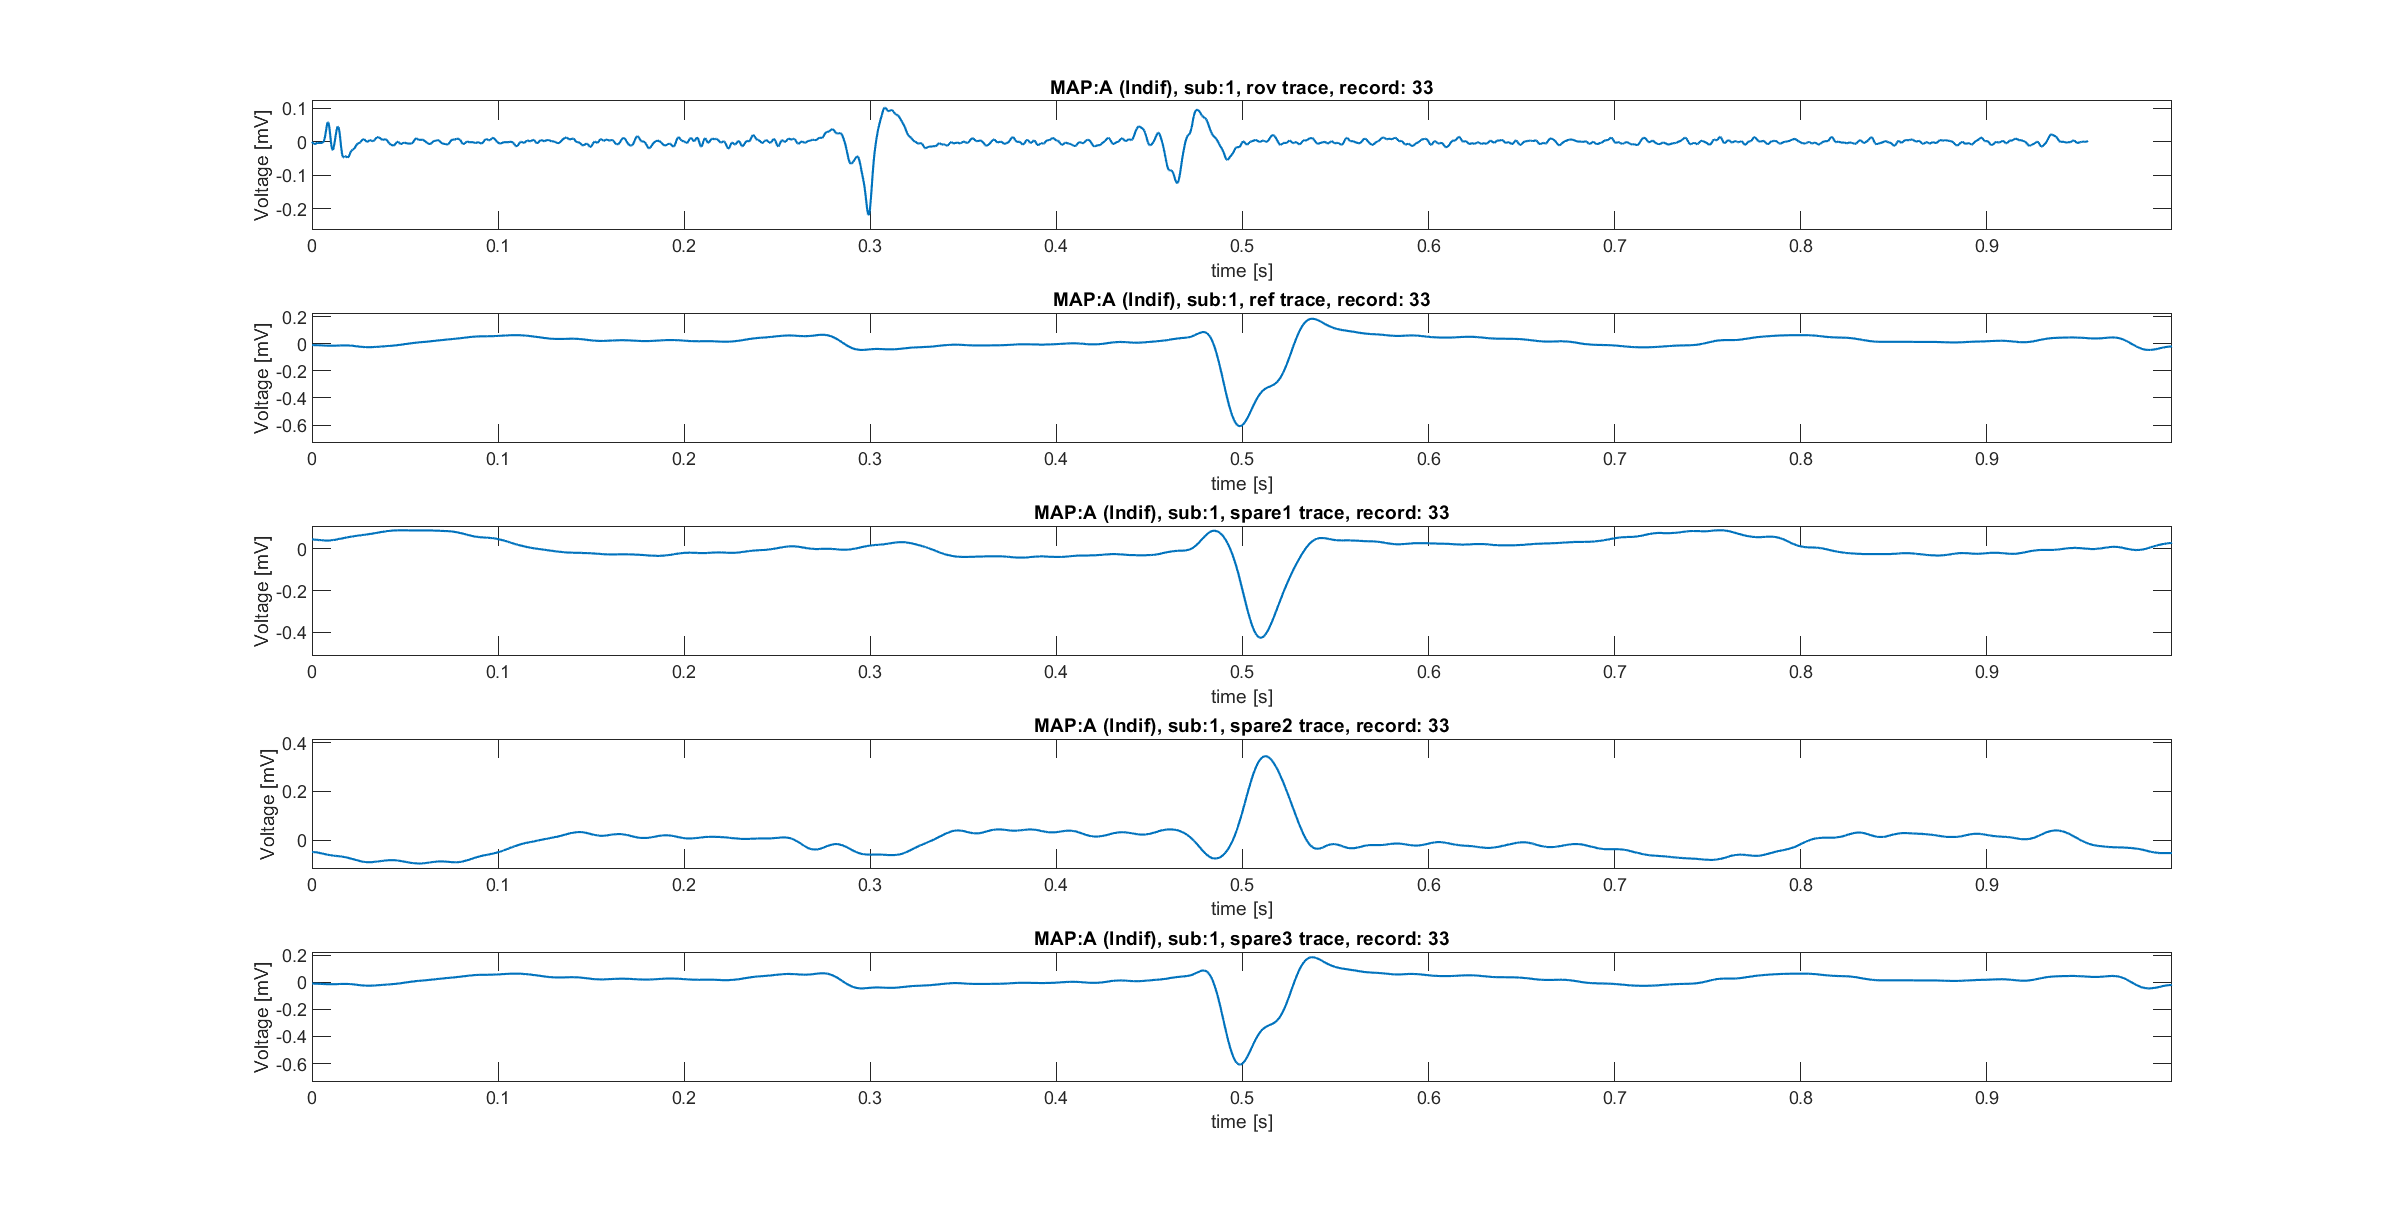 MAP:A (Indif), sub:1, rov trace, record: 33
Voltage [mV]
0.1
0
-0.1
-0.2
0 0.1 0.2 0.3 0.4 0.5 0.6 0.7 0.8 0.9
time [s]
MAP:A (Indif), sub:1, ref trace, record: 33
Voltage [mV]
0.2
0
-0.2
-0.4
-0.6
0 0.1 0.2 0.3 0.4 0.5 0.6 0.7 0.8 0.9
time [s]
MAP:A (Indif), sub:1, spare1 trace, record: 33
Voltage [mV]
0
-0.2
-0.4
0 0.1 0.2 0.3 0.4 0.5 0.6 0.7 0.8 0.9
time [s]
MAP:A (Indif), sub:1, spare2 trace, record: 33
Voltage [mV]
0.4
0.2
0
0 0.1 0.2 0.3 0.4 0.5 0.6 0.7 0.8 0.9
time [s]
MAP:A (Indif), sub:1, spare3 trace, record: 33
Voltage [mV]
0.2
0
-0.2
-0.4
-0.6
0 0.1 0.2 0.3 0.4 0.5 0.6 0.7 0.8 0.9
time [s]